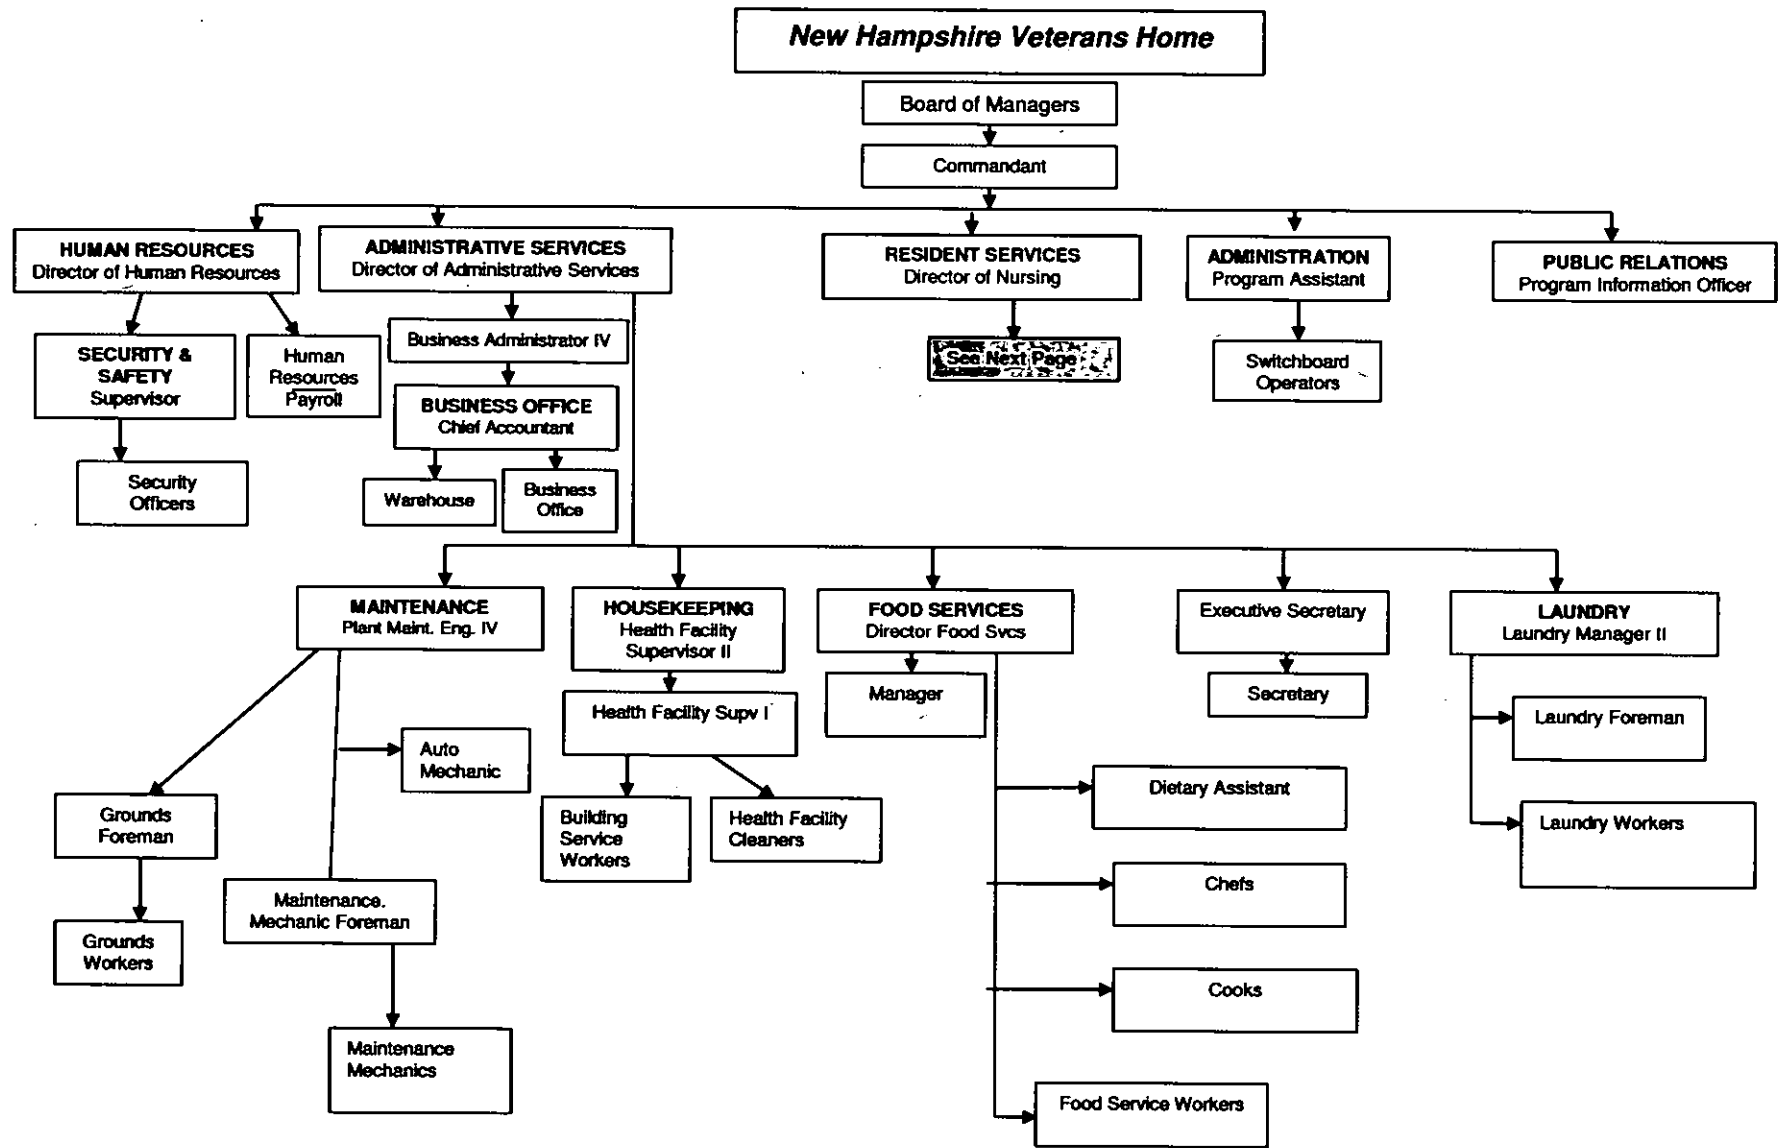 New Hampshire Veterans Home
Board of Managers
Commandant
HUMAN RESOURCES
Director of Human Resources
ADMINISTRATIVE SERVICES
Director of Administrative Services
RESIDENT SERVICES
Director of Nursing
ADMINISTRATION
Program Assistant
PUBLIC RELATIONS
Program Information Officer
SECURITY &
SAFETY
Supervisor
Human
Resources
Payroll
Business Administrator IV
See Next Page
Switchboard
Operators
BUSINESS OFFICE
Chief Accountant
Security
Officers
Warehouse
Business
Office
MAINTENANCE
Plant Maint. Eng. IV
HOUSEKEEPING
Health Facility
Supervisor II
FOOD SERVICES
Director Food Svcs
Executive Secretary
LAUNDRY
Laundry Manager II
Health Facility Supv I
Manager
Secretary
Laundry Foreman
Auto
Mechanic
Grounds
Foreman
Building
Service
Workers
Health Facility
Cleaners
Dietary Assistant
Laundry Workers
Maintenance.
Mechanic Foreman
Chefs
Grounds
Workers
Cooks
Maintenance
Mechanics
Food Service Workers